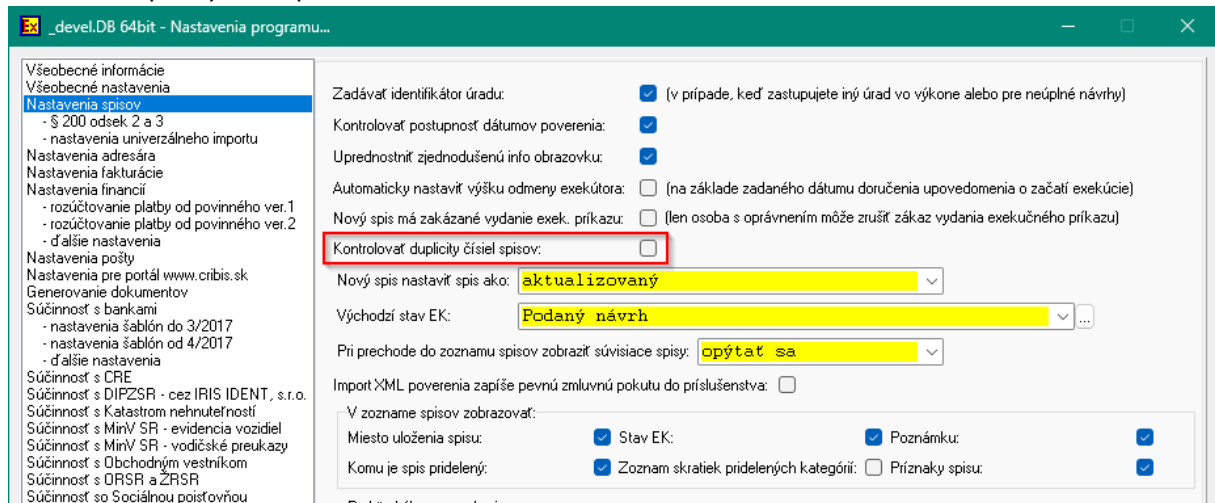 _devel.DB 64bit - Nastavenia programu...
Všeobecné informácie
Všeobecné nastavenia
Nastavenia spisov
- § 200 odsek 2 a 3
- nastavenia univerzálneho importu
Nastavenia adresára
Nastavenia fakturácie
Nastavenia financií
- rozúčtovanie platby od povinného ver.1
- rozúčtovanie platby od povinného ver.2
- ďalšie nastavenia
Nastavenia pošty
Nastavenia pre portál www.cribis.sk
Generovanie dokumentov
Súčinnosť s bankami
- nastavenia šablón do 3/2017
- nastavenia šablón od 4/2017
- ďalšie nastavenia
Súčinnosť s CRE
Súčinnosť s DIPZSR - cez IRIS IDENT, s.r.o.
Súčinnosť s Katastrom nehnuteľností
Súčinnosť s MinV SR - evidencia vozidiel
Súčinnosť s MinV SR - vodičské preukazy
Súčinnosť s Obchodným vestníkom
Súčinnosť s ORSR a ŽRSR
Súčinnosť so Sociálnou poisťovňou
Zadávať identifikátor úradu: (v prípade, keď zastupujete iný úrad vo výkone alebo pre neúplné návrhy)
Kontrolovať postupnosť dátumov poverenia:
Uprednostniť zjednodušenú info obrazovku:
Automaticky nastaviť výšku odmeny exekútora: (na základe zadaného dátumu doručenia upovedomenia o začatí exekúcie)
Nový spis má zakázané vydanie exek. príkazu: (len osoba s oprávnením môže zrušiť zákaz vydania exekučného príkazu)
Kontrolovať duplicity čísiel spisov:
Nový spis nastaviť spis ako: aktualizovaný
Východzí stav EK: Podaný návrh ...
Pri prechode do zoznamu spisov zobraziť súvisiace spisy: opýtať sa
Import XML poverenia zapíše pevnú zmluvnú pokutu do príslušenstva:
V zozname spisov zobrazovať:
Miesto uloženia spisu: Stav EK: Poznámku:
Komu je spis pridelený: Zoznam skratiek pridelených kategórií: Príznaky spisu: